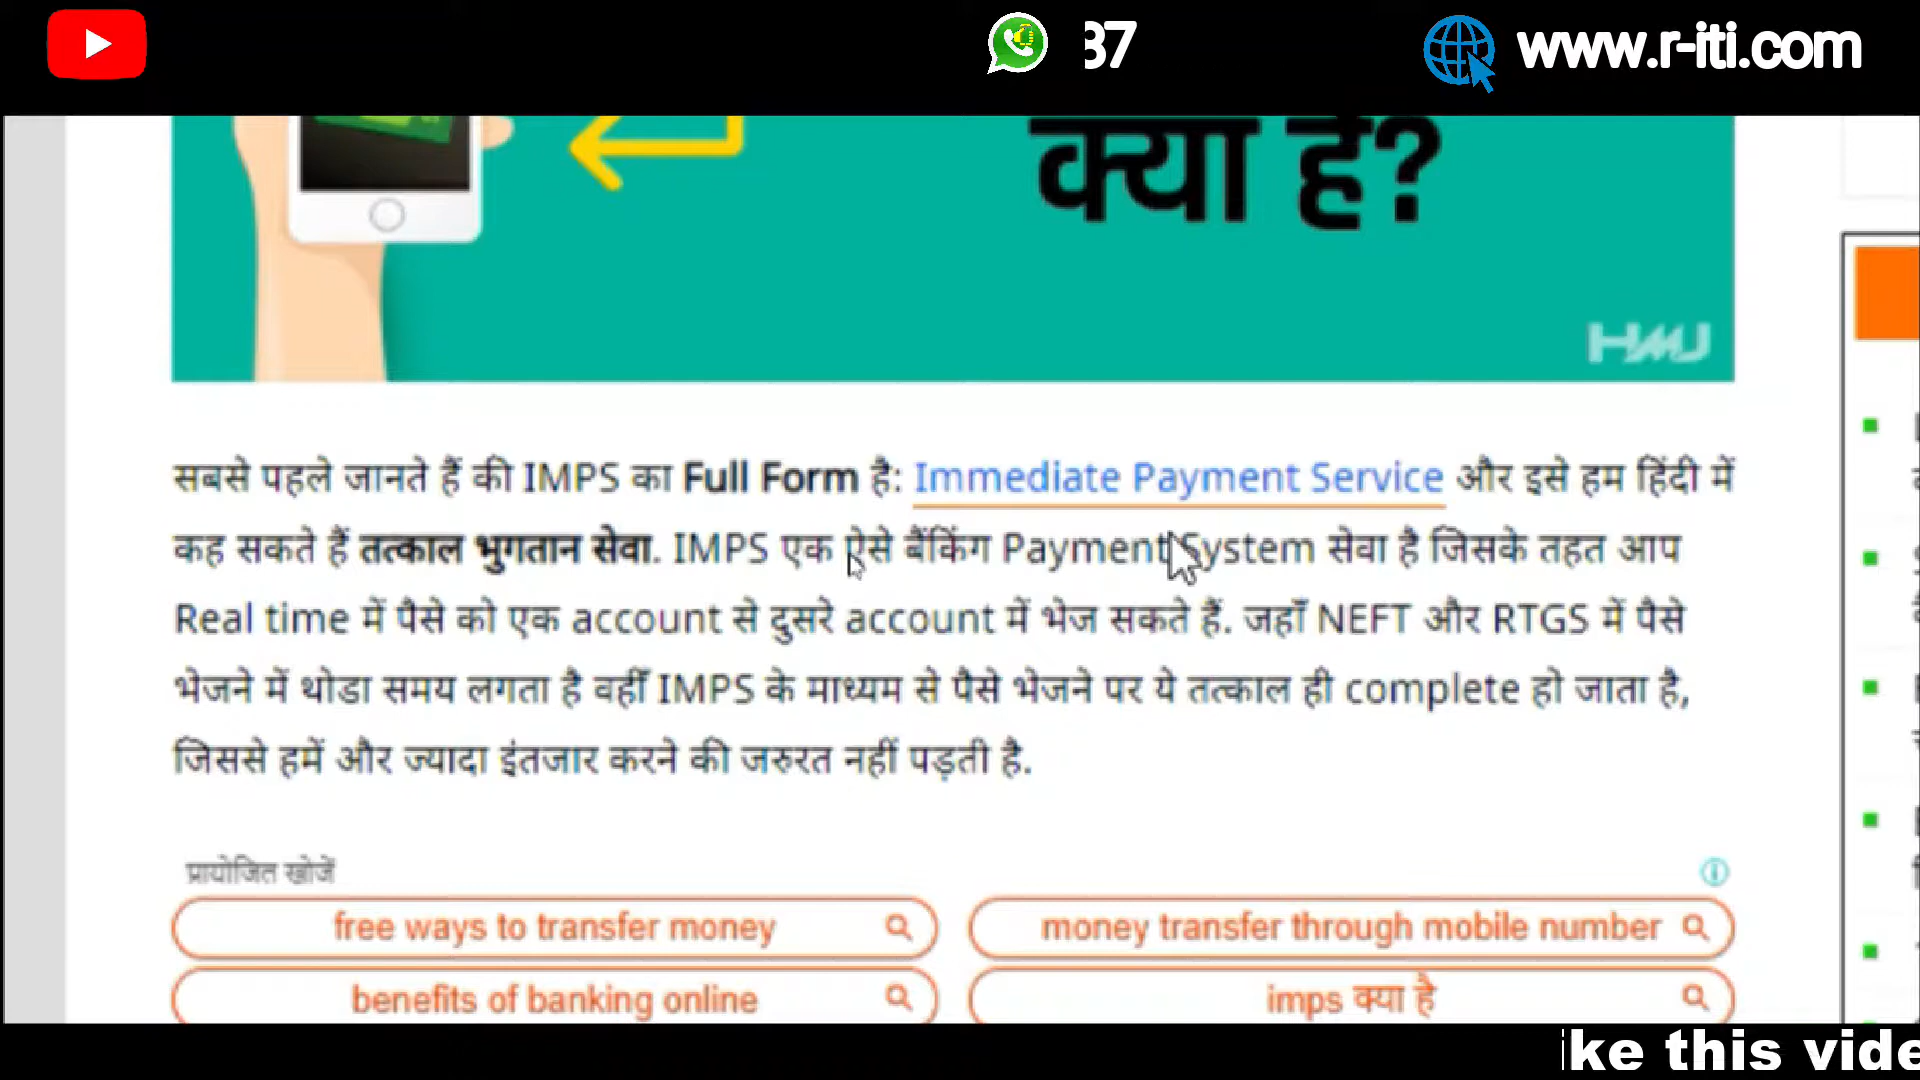 37
www.r-iti.com
क्या है?
HMJ
सबसे पहले जानते हैं की IMPS का Full Form है: Immediate Payment Service और इसे हम हिंदी में
कह सकते हैं तत्काल भुगतान सेवा. IMPS एक ऐसे बैंकिंग Payment System सेवा है जिसके तहत आप
Real time में पैसे को एक account से दुसरे account में भेज सकते हैं. जहाँ NEFT और RTGS में पैसे
भेजने में थोडा समय लगता है वहीँ IMPS के माध्यम से पैसे भेजने पर ये तत्काल ही complete हो जाता है,
जिससे हमें और ज्यादा इंतजार करने की जरुरत नहीं पड़ती है.
प्रायोजित खोजें
free ways to transfer money
money transfer through mobile number
benefits of banking online
imps क्या है
ke this vide